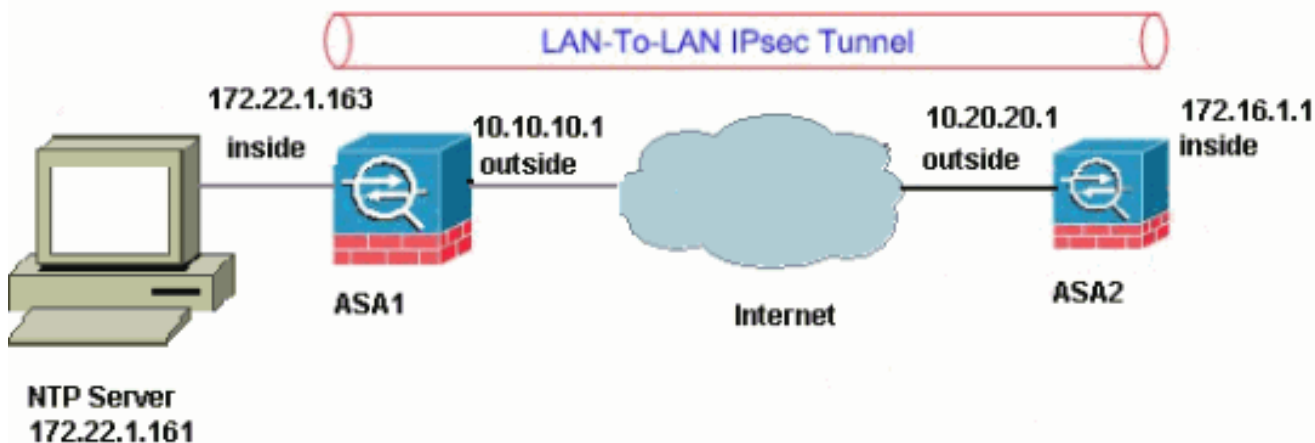 LAN-To-LAN IPsec Tunnel
172.22.1.163
inside
10.10.10.1
outside
10.20.20.1
outside
172.16.1.1
inside
ASA1
Internet
ASA2
NTP Server
172.22.1.161